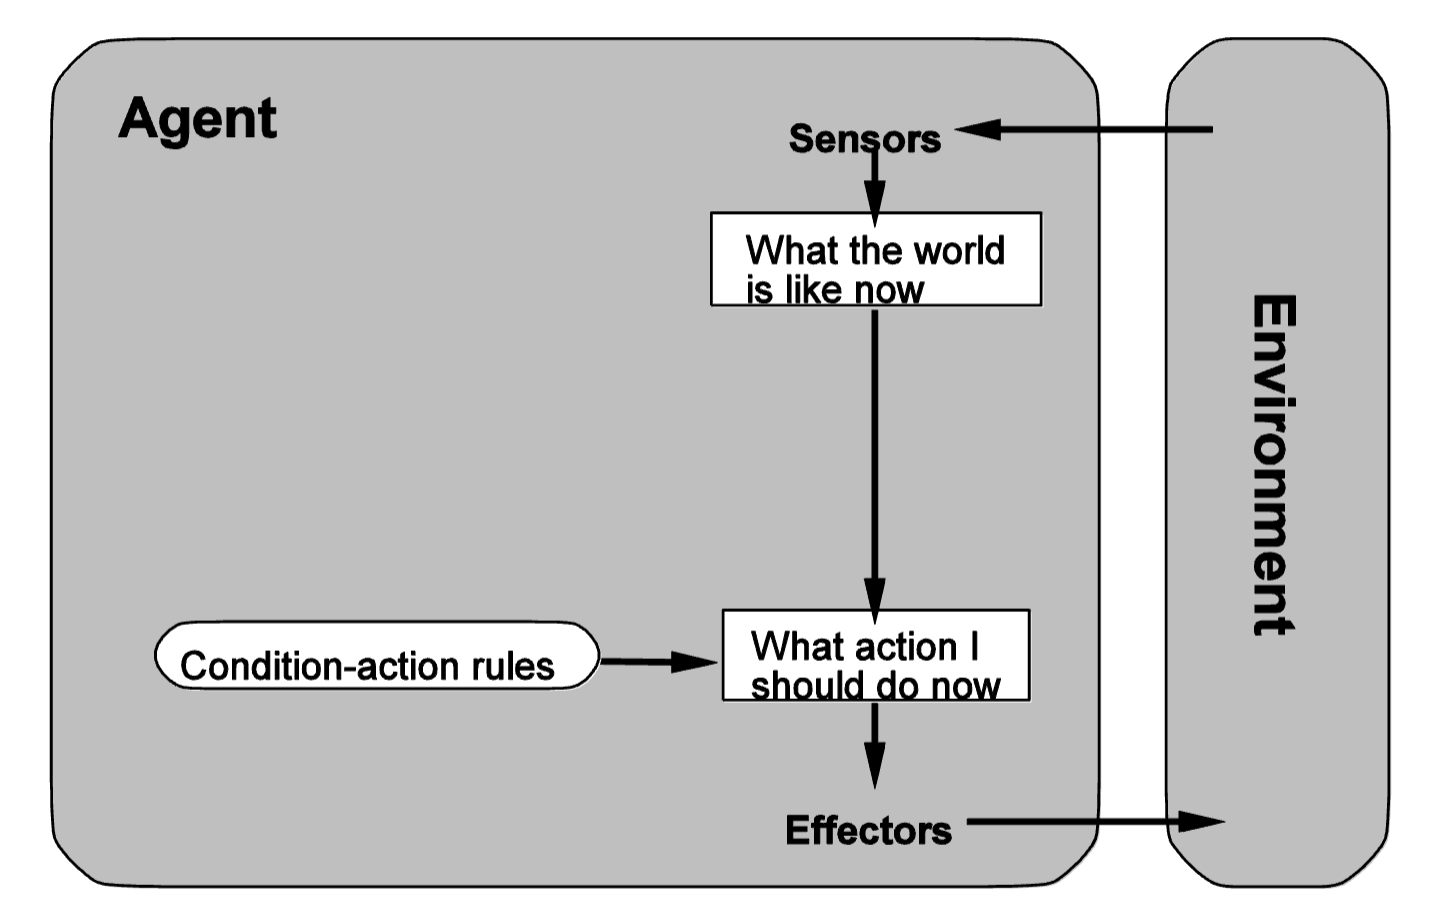 Agent
Sensors
What the world
is like now
Environment
Condition-action rules
What action I
should do now
Effectors